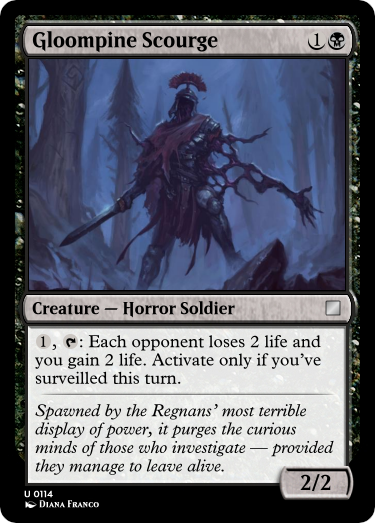 Gloompine Scourge 1
Creature — Horror Soldier
1, : Each opponent loses 2 life and
you gain 2 life. Activate only if you've
surveilled this turn.
Spawned by the Regnans' most terrible
display of power, it purges the curious
minds of those who investigate — provided
they manage to leave alive.
2/2
U 0114
Diana Franco